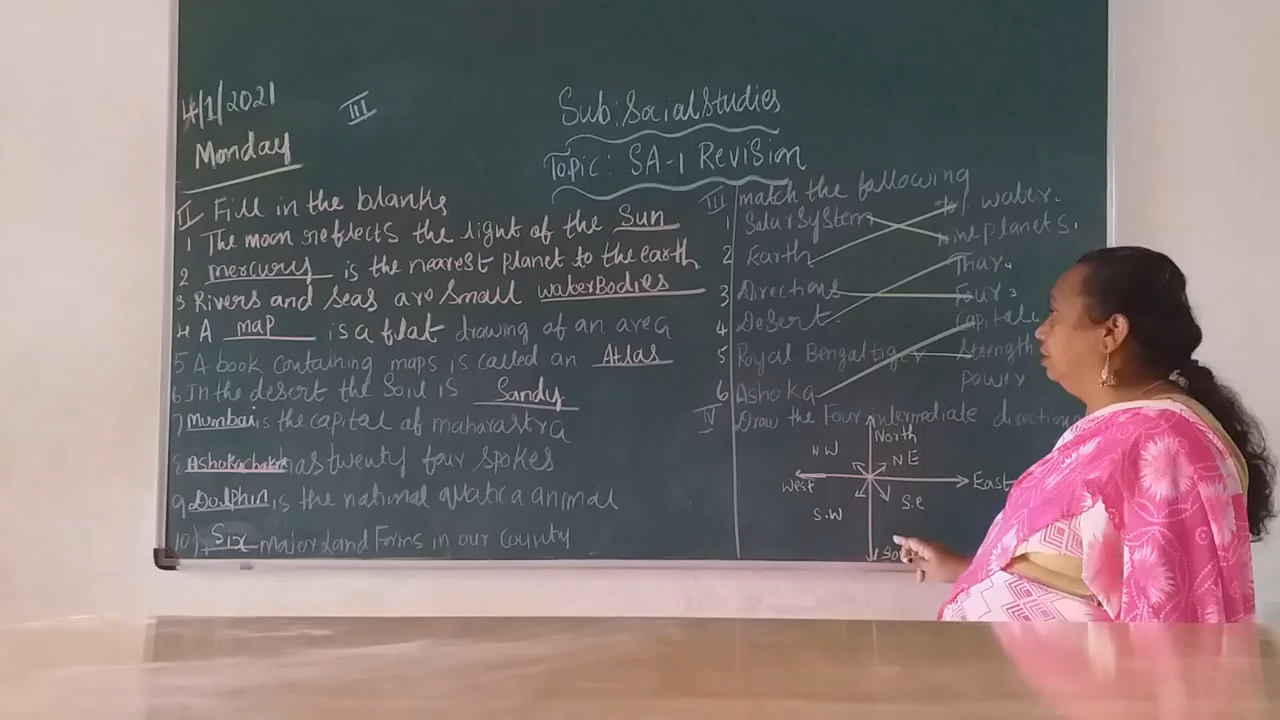 4/1/2021
III
Monday
Sub: Social Studies
Topic: SA-1 Revision
II Fill in the blanks
1 The moon reflects the light of the Sun
2 mercury is the nearest planet to the earth
3 Rivers and seas are small waterBodies
4 A map is a flat drawing of an area
5 A book containing maps is called an Atlas
6 In the desert the Soil is Sandy.
7) Mumbai is the capital of maharastra
8 Ashokachakra has twenty four spokes
9 Dolphin is the national aquatica animal
10) Six major Land Forms in our County
III match the following
1 Solar System water.
2 Earth nine planets.
Thar
3 Directions Four
4 Desert Capital
5 Royal Bengal tiger Strength
power
6 Ashoka
IV Draw the Four intermediate direction
North
N W
N E
West
East
S.W
S.E